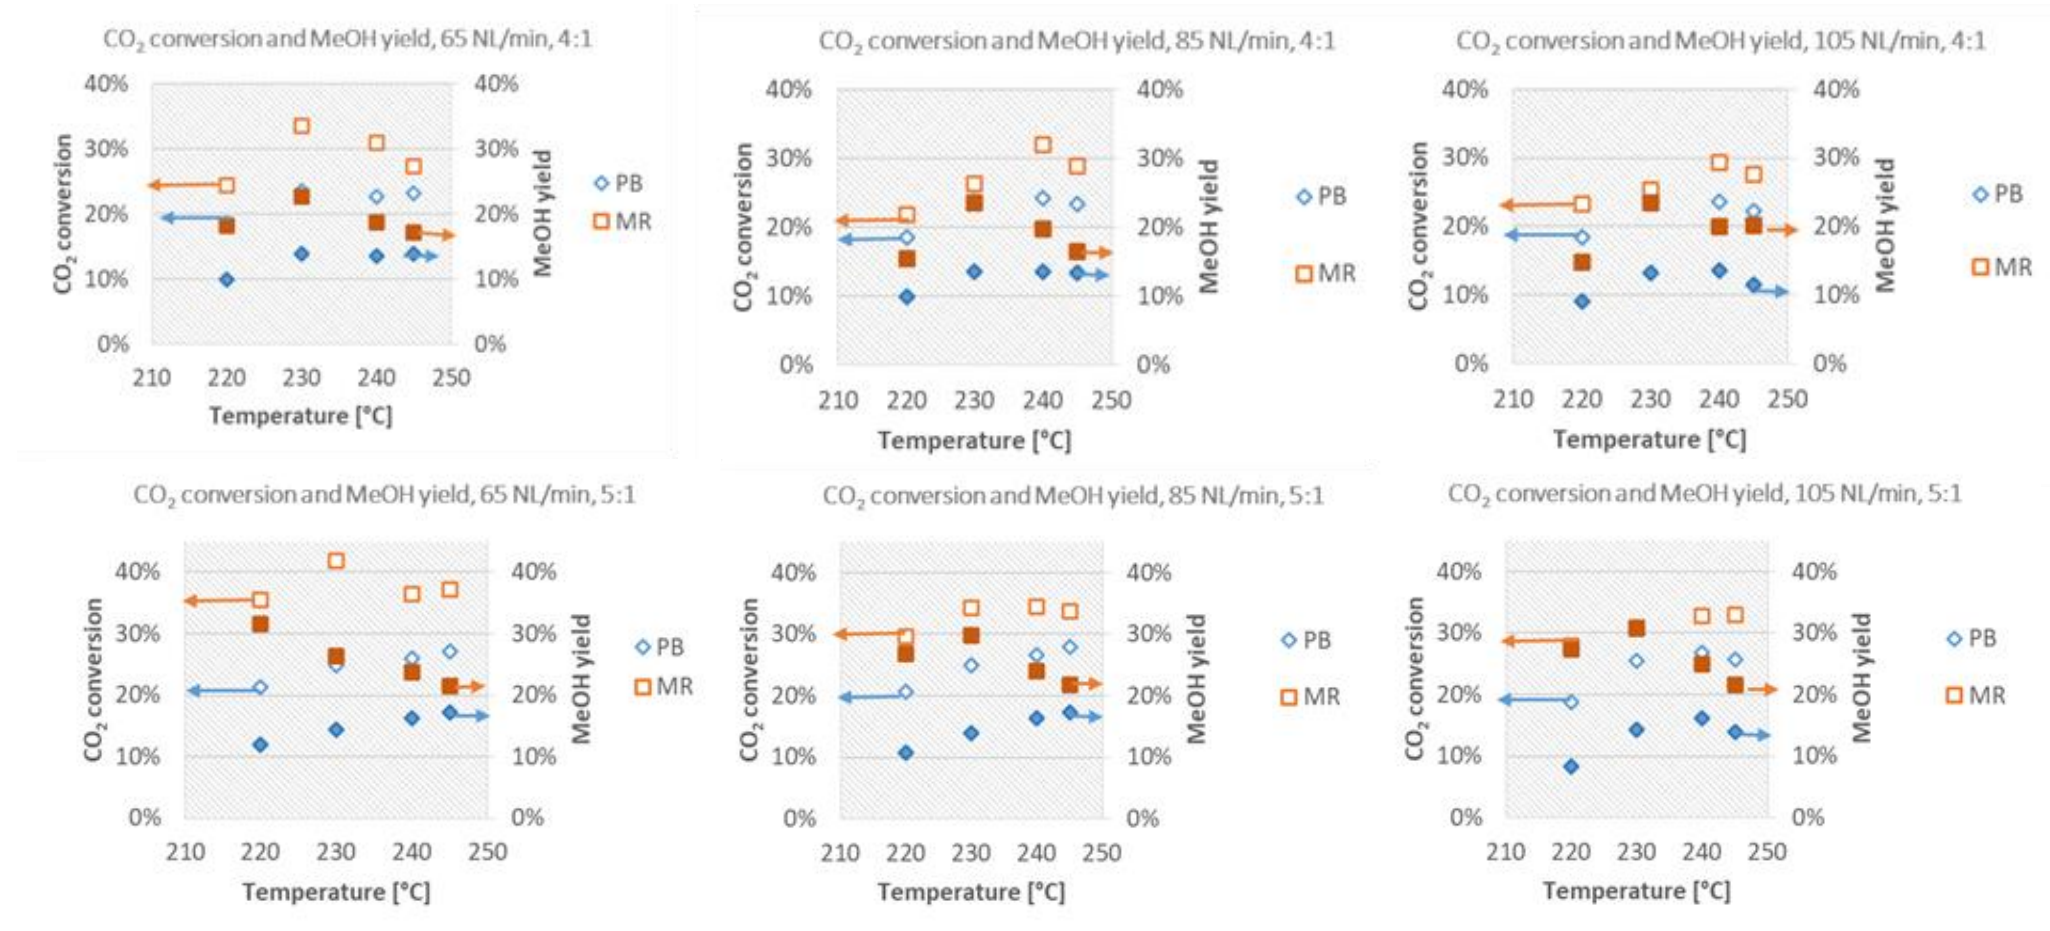 CO₂ conversion and MeOH yield, 65 NL/min, 4:1
40%
30%
20%
10%
0%
CO₂ conversion
40%
30%
20%
10%
0%
MeOH yield
210 220 230 240 250
Temperature [°C]
PB
MR
CO₂ conversion and MeOH yield, 85 NL/min, 4:1
40%
30%
20%
10%
0%
CO₂ conversion
40%
30%
20%
10%
0%
MeOH yield
210 220 230 240 250
Temperature [°C]
PB
MR
CO₂ conversion and MeOH yield, 105 NL/min, 4:1
40%
30%
20%
10%
0%
CO₂ conversion
40%
30%
20%
10%
0%
MeOH yield
210 220 230 240 250
Temperature [°C]
PB
MR
CO₂ conversion and MeOH yield, 65 NL/min, 5:1
40%
30%
20%
10%
0%
CO₂ conversion
40%
30%
20%
10%
0%
MeOH yield
210 220 230 240 250
Temperature [°C]
PB
MR
CO₂ conversion and MeOH yield, 85 NL/min, 5:1
40%
30%
20%
10%
0%
CO₂ conversion
40%
30%
20%
10%
0%
MeOH yield
210 220 230 240 250
Temperature [°C]
PB
MR
CO₂ conversion and MeOH yield, 105 NL/min, 5:1
40%
30%
20%
10%
0%
CO₂ conversion
40%
30%
20%
10%
0%
MeOH yield
210 220 230 240 250
Temperature [°C]
PB
MR